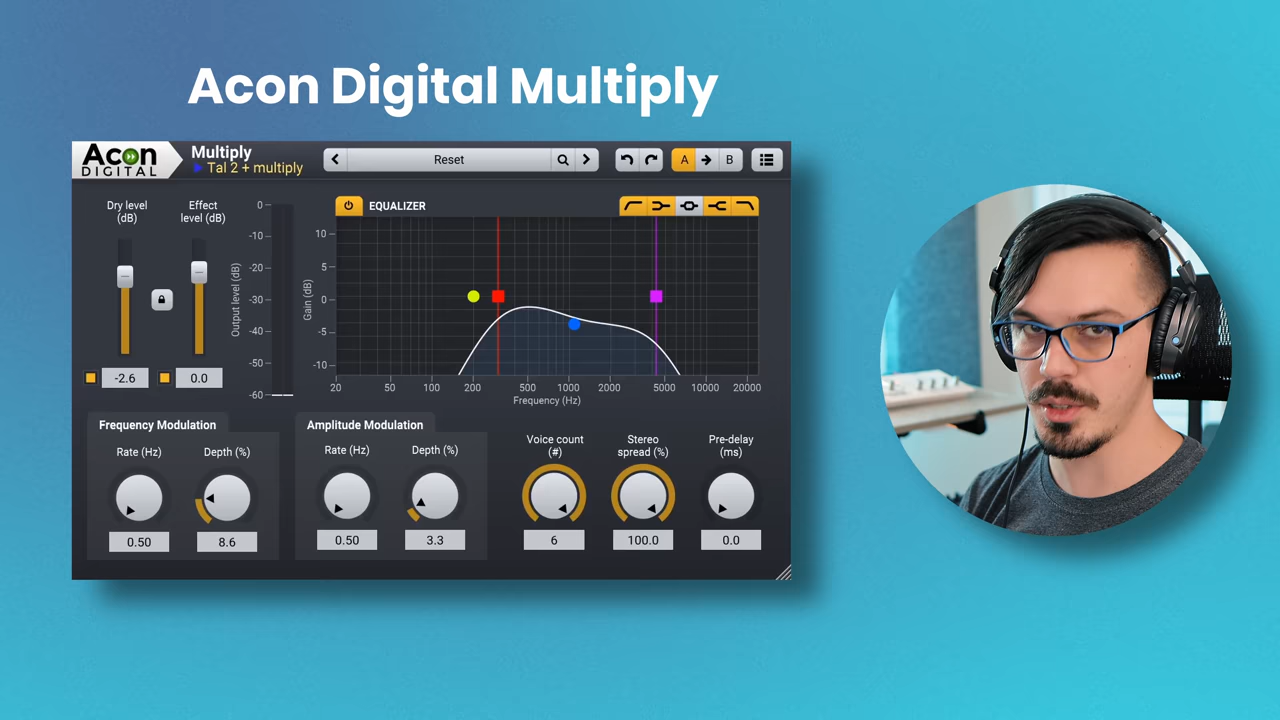 Acon Digital Multiply
Acon
DIGITAL
Multiply
Tal 2 + multiply
Reset
A
B
Dry level
(dB)
Effect
level (dB)
-2.6
0.0
Output level (dB)
0
-10
-20
-30
-40
-50
-60
EQUALIZER
Gain (dB)
10
5
0
-5
-10
20
50
100
200
500
1000
2000
5000
10000
20000
Frequency (Hz)
Frequency Modulation
Rate (Hz)
Depth (%)
0.50
8.6
Amplitude Modulation
Rate (Hz)
Depth (%)
0.50
3.3
Voice count
(#)
Stereo
spread (%)
Pre-delay
(ms)
6
100.0
0.0